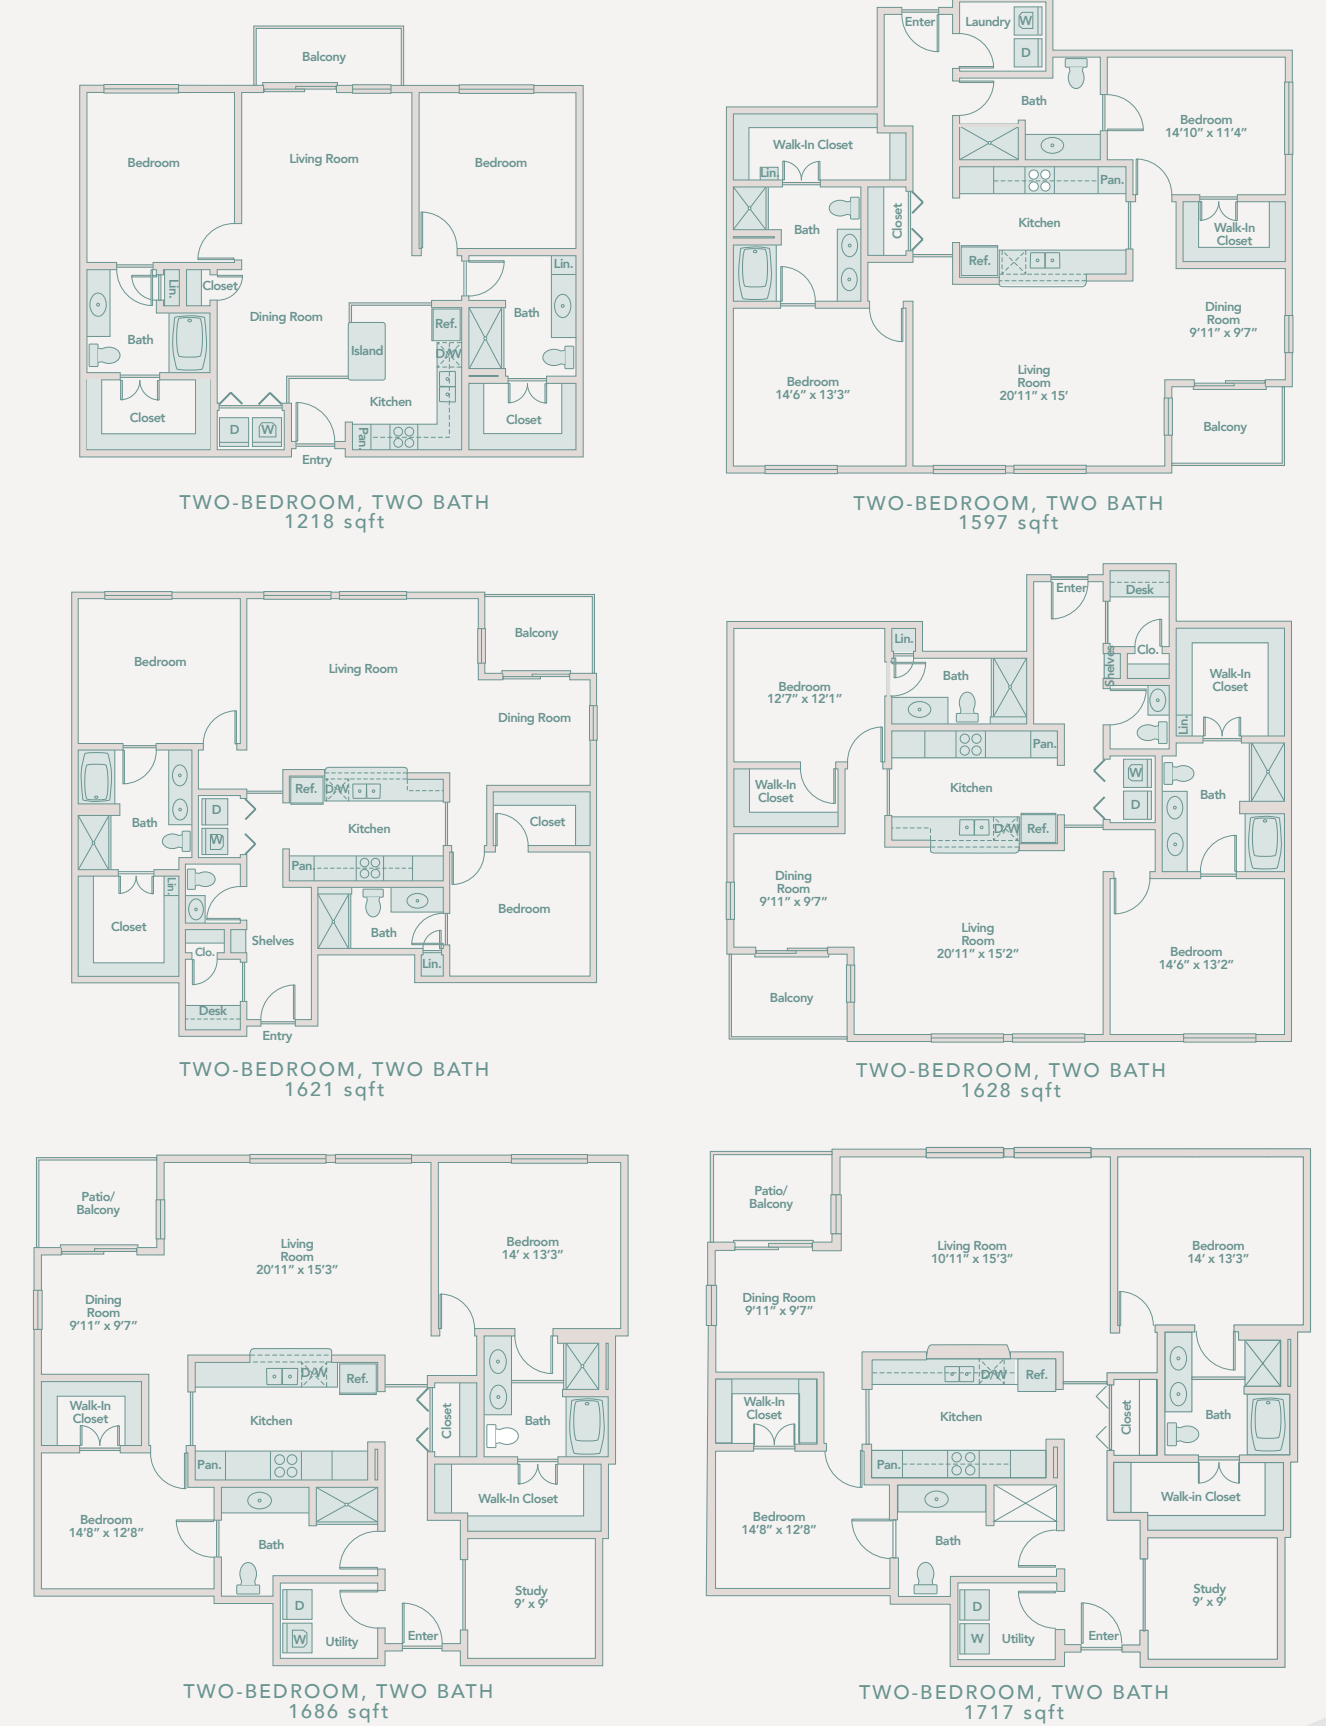 Balcony
Bedroom
Living Room
Bedroom
Lin.
Closet
Lin.
Dining Room
Bath
Ref.
Bath
Island
D/W
Kitchen
Closet
Closet
D
W
Pan.
Entry
TWO-BEDROOM, TWO BATH
1218 sqft
Enter
Laundry
W
D
Bath
Bedroom
14'10" x 11'4"
Walk-In Closet
Lin.
Pan.
Closet
Bath
Kitchen
Walk-In
Closet
Ref.
Dining
Room
9'11" x 9'7"
Bedroom
14'6" x 13'3"
Living
Room
20'11" x 15'
Balcony
TWO-BEDROOM, TWO BATH
1597 sqft
Balcony
Bedroom
Living Room
Dining Room
Ref.
D/W
D
Bath
W
Kitchen
Closet
Pan.
Lin.
Closet
Shelves
Bath
Bedroom
Clo.
Lin.
Desk
Entry
TWO-BEDROOM, TWO BATH
1621 sqft
Enter
Desk
Lin.
Clo.
Shelves
Bath
Walk-In
Closet
Bedroom
12'7" x 12'1"
Lin.
Pan.
W
Walk-In
Closet
Kitchen
Bath
D
D/W
Ref.
Dining
Room
9'11" x 9'7"
Living
Room
20'11" x 15'2"
Bedroom
14'6" x 13'2"
Balcony
TWO-BEDROOM, TWO BATH
1628 sqft
Patio/
Balcony
Living
Room
20'11" x 15'3"
Bedroom
14' x 13'3"
Dining
Room
9'11" x 9'7"
D/W
Ref.
Walk-In
Closet
Kitchen
Closet
Bath
Pan.
Walk-In Closet
Bedroom
14'8" x 12'8"
Bath
Study
9' x 9'
D
W
Utility
Enter
TWO-BEDROOM, TWO BATH
1686 sqft
Patio/
Balcony
Living Room
10'11" x 15'3"
Bedroom
14' x 13'3"
Dining Room
9'11" x 9'7"
D/W
Ref.
Walk-In
Closet
Kitchen
Closet
Bath
Pan.
Walk-in Closet
Bedroom
14'8" x 12'8"
Bath
Study
9' x 9'
D
W
Utility
Enter
TWO-BEDROOM, TWO BATH
1717 sqft